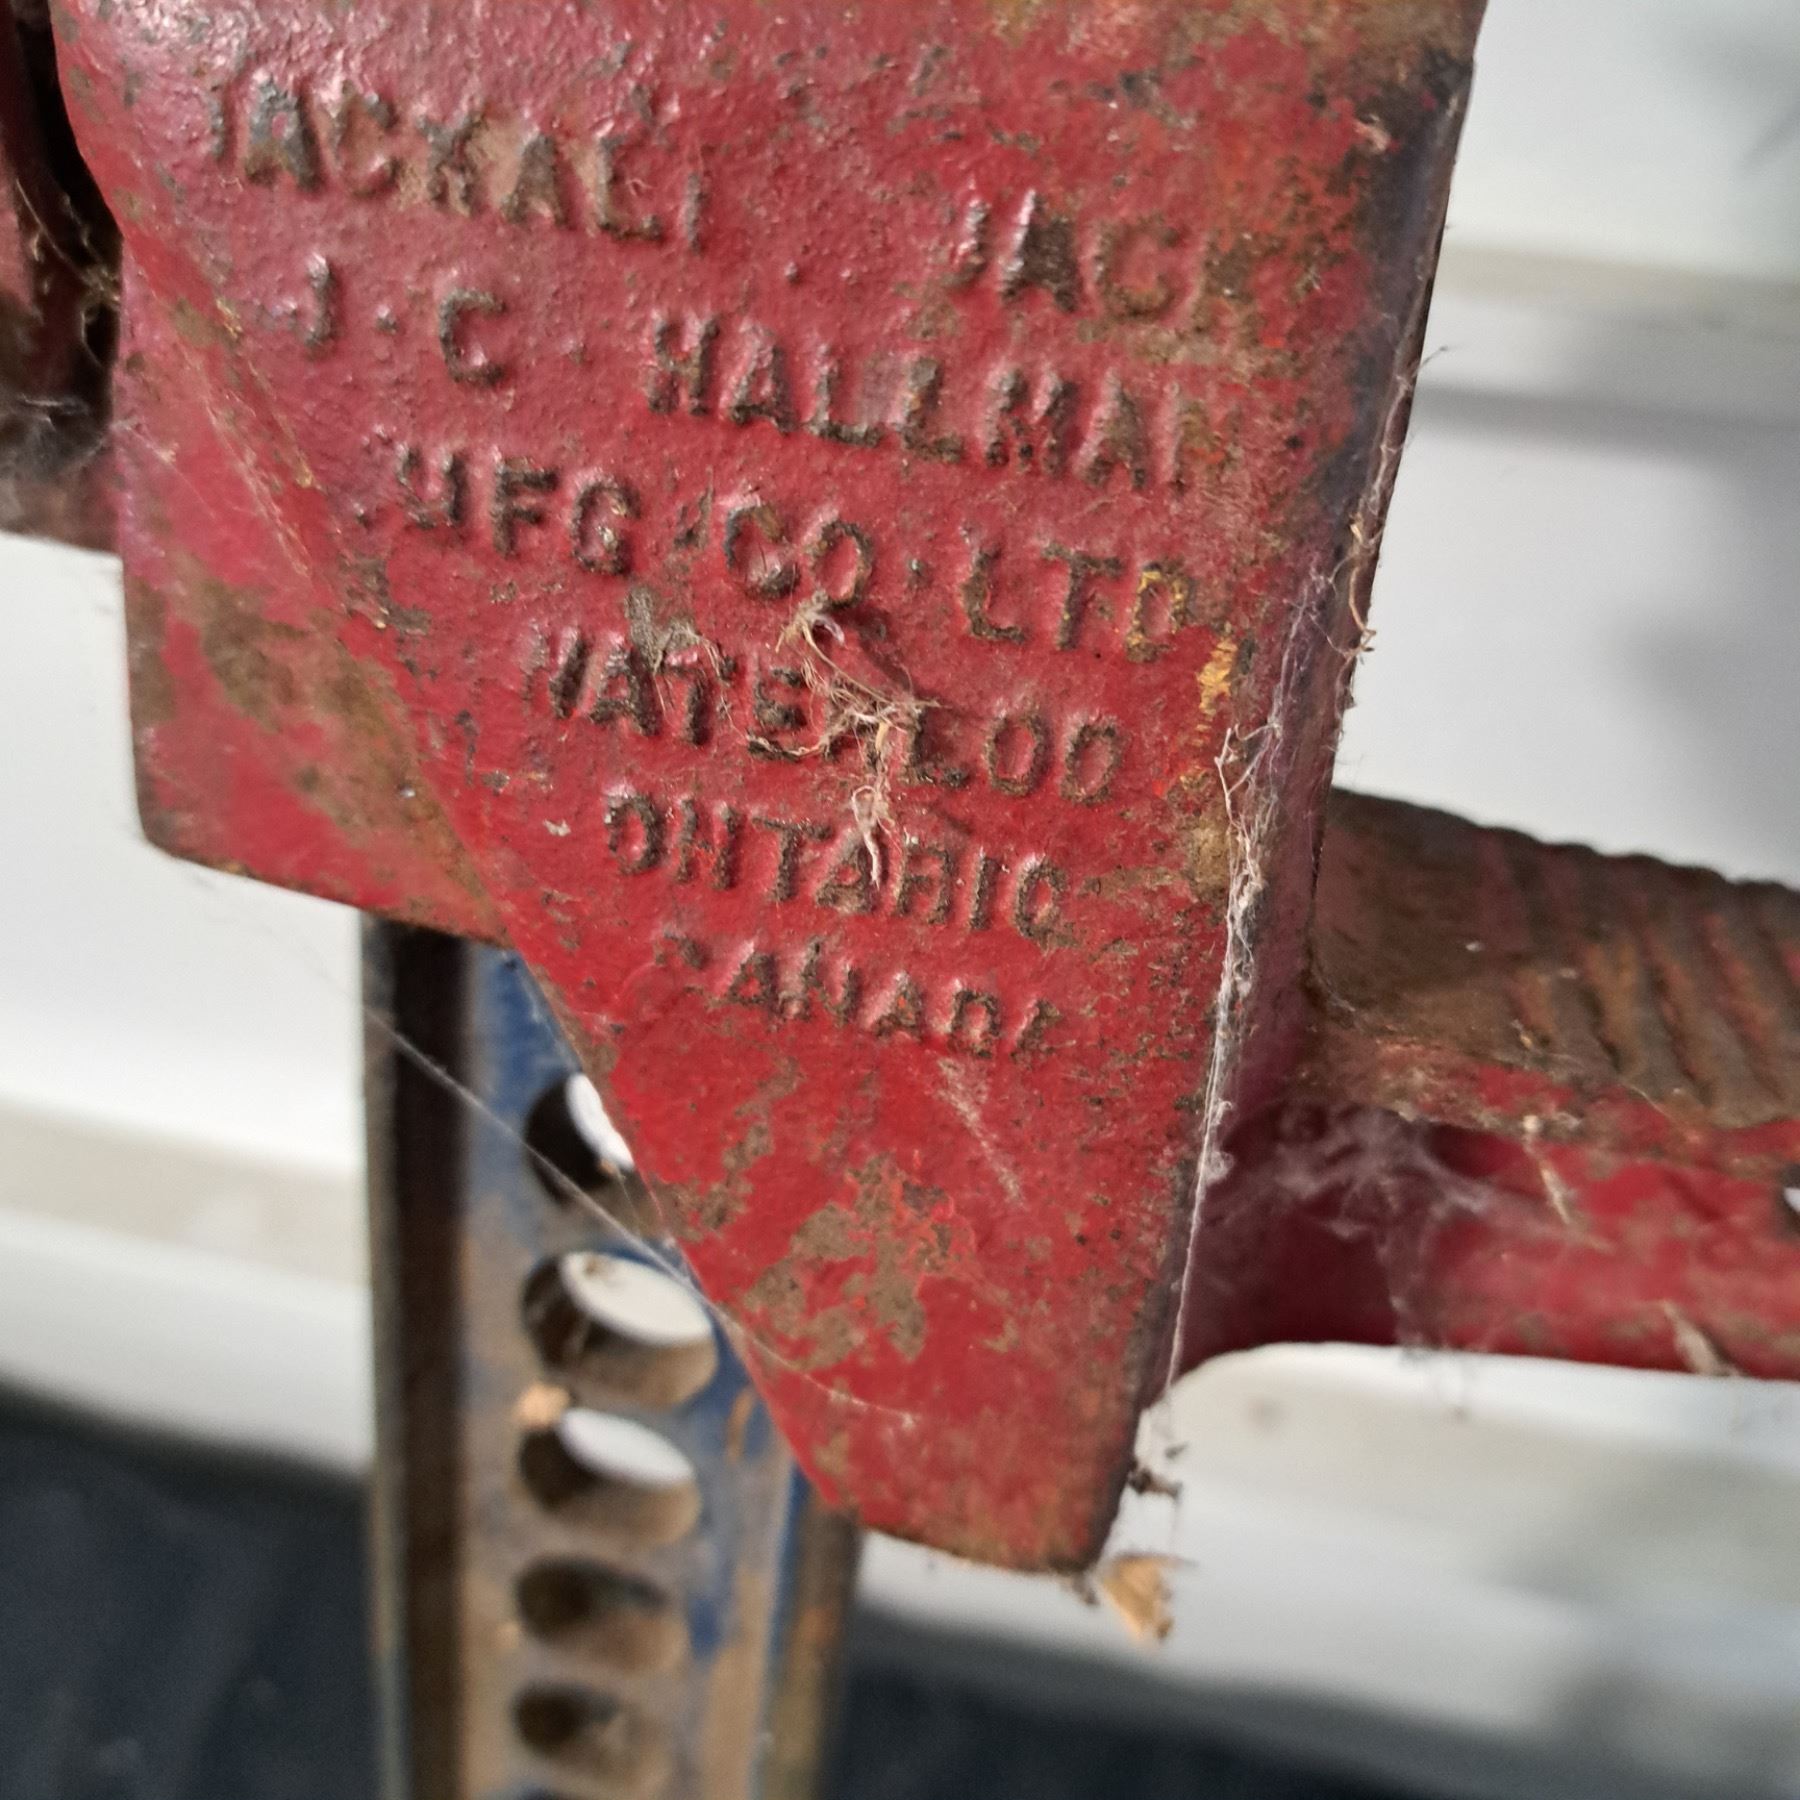 JACKALL JACK
J.C. HALLMAN
MFG.CO.LTD
WATERLOO
ONTARIO
CANADA